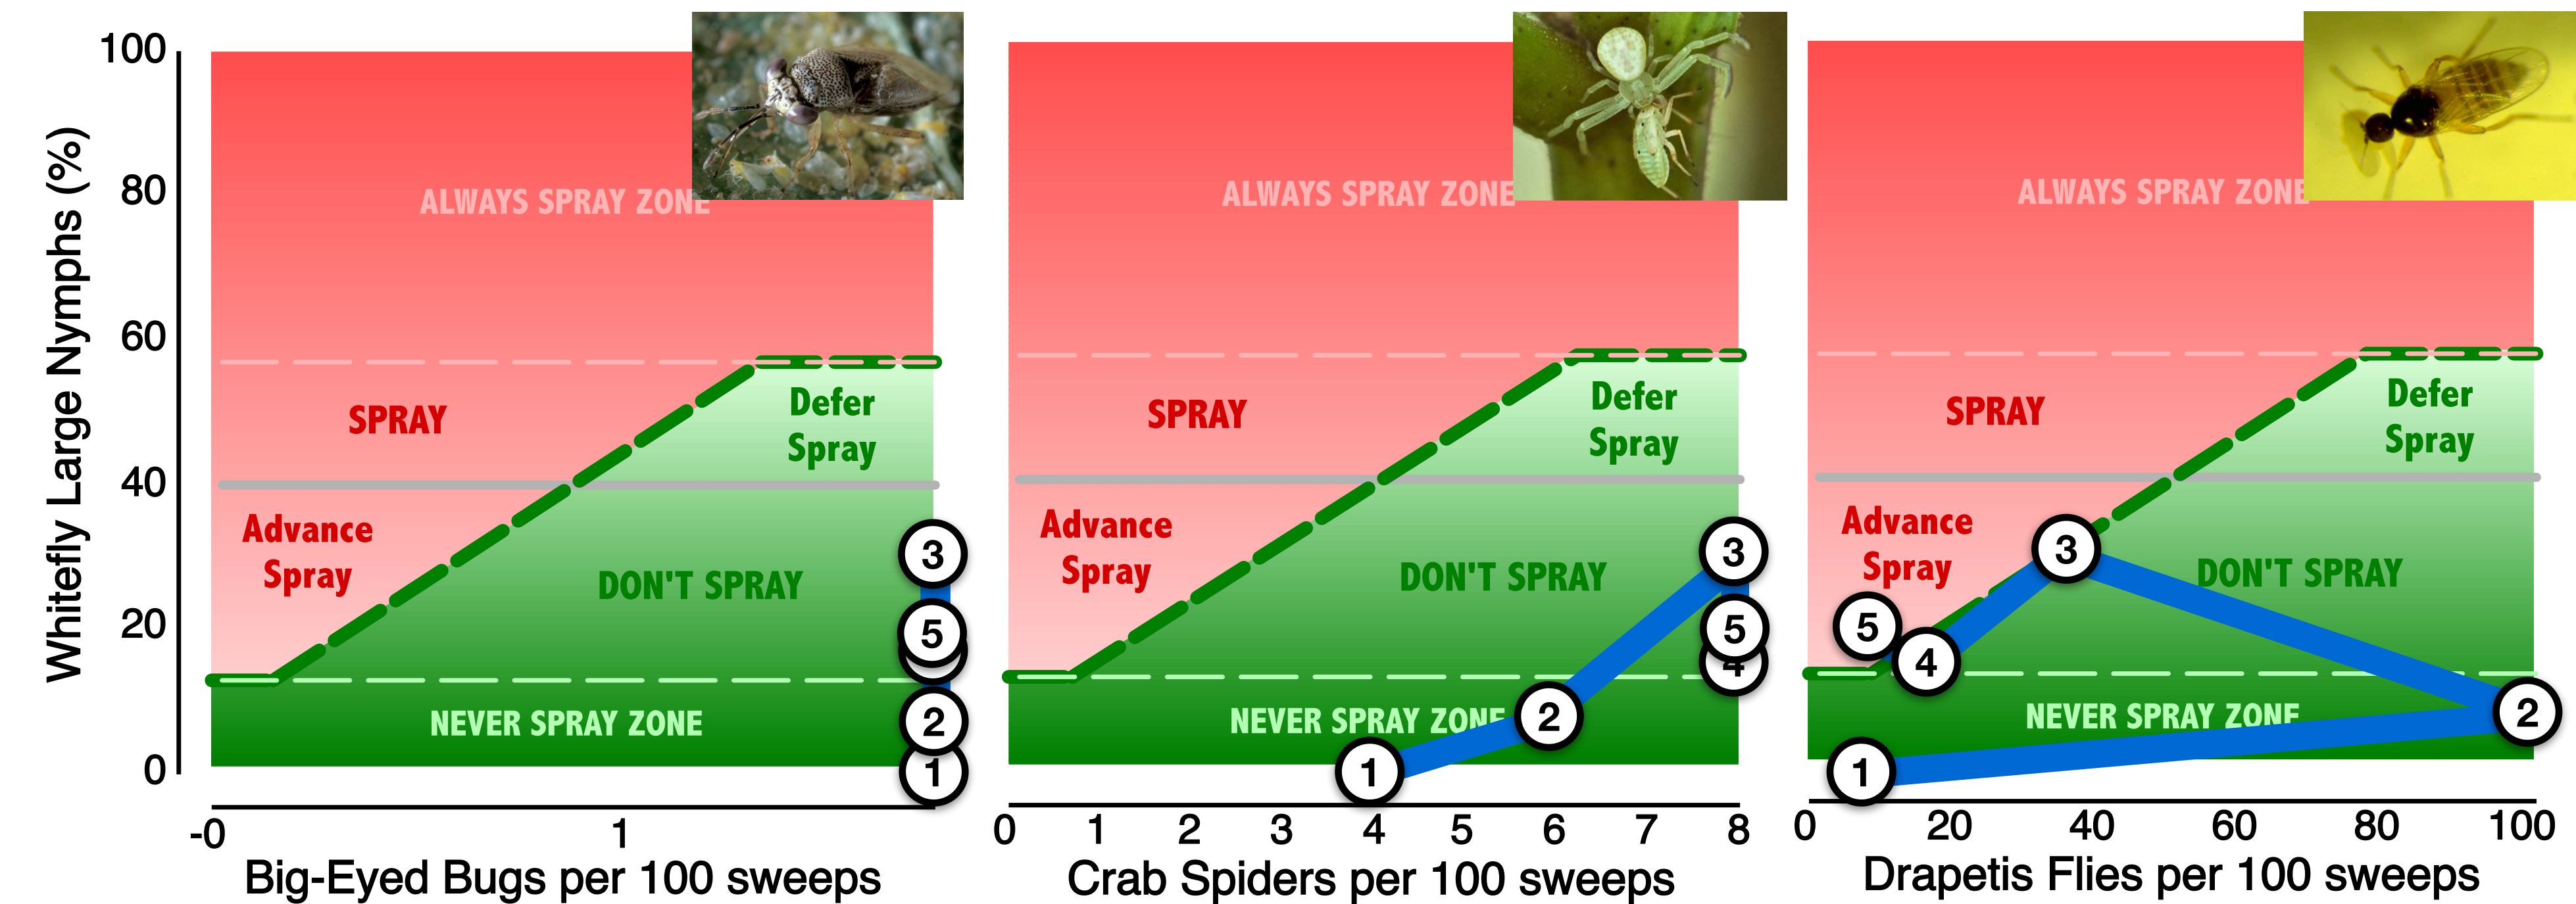 Whitefly Large Nymphs (%)
100
80
60
40
20
0
ALWAYS SPRAY ZONE
SPRAY
Defer
Spray
Advance
Spray
DON'T SPRAY
NEVER SPRAY ZONE
3
5
2
1
-0
1
Big-Eyed Bugs per 100 sweeps
ALWAYS SPRAY ZONE
SPRAY
Defer
Spray
Advance
Spray
DON'T SPRAY
NEVER SPRAY ZONE
3
5
4
2
1
0 1 2 3 4 5 6 7 8
Crab Spiders per 100 sweeps
ALWAYS SPRAY ZONE
SPRAY
Defer
Spray
Advance
Spray
DON'T SPRAY
NEVER SPRAY ZONE
3
5
4
2
1
0 20 40 60 80 100
Drapetis Flies per 100 sweeps